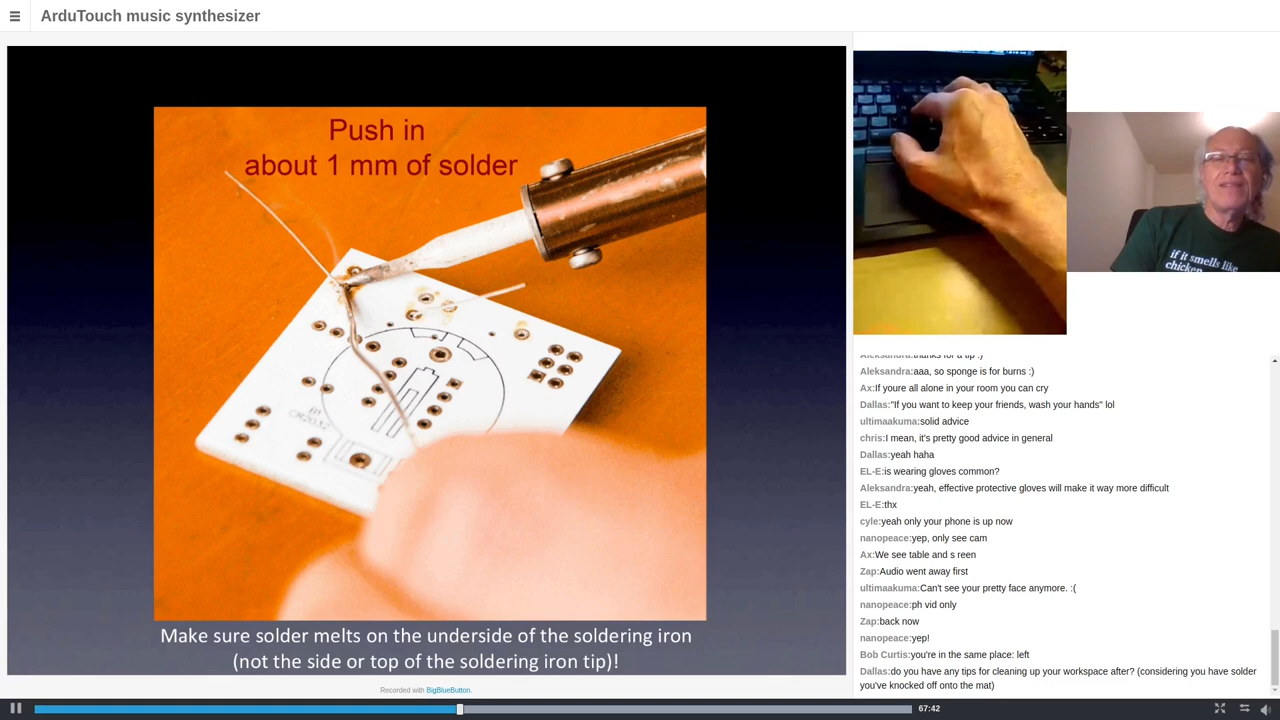 ArduTouch music synthesizer
Push in
about 1 mm of solder
Make sure solder melts on the underside of the soldering iron
(not the side or top of the soldering iron tip)!
Recorded with BigBlueButton.
if it smells like
chicken
Aleksandra:thanks for a tip :)
Aleksandra:aaa, so sponge is for burns :)
Ax:If youre all alone in your room you can cry
Dallas:"If you want to keep your friends, wash your hands" lol
ultimaakuma:solid advice
chris:I mean, it's pretty good advice in general
Dallas:yeah haha
EL-E:is wearing gloves common?
Aleksandra:yeah, effective protective gloves will make it way more difficult
EL-E:thx
cyle:yeah only your phone is up now
nanopeace:yep, only see cam
Ax:We see table and s reen
Zap:Audio went away first
ultimaakuma:Can't see your pretty face anymore. :(
nanopeace:ph vid only
Zap:back now
nanopeace:yep!
Bob Curtis:you're in the same place: left
Dallas:do you have any tips for cleaning up your workspace after? (considering you have solder
you've knocked off onto the mat)
67:42